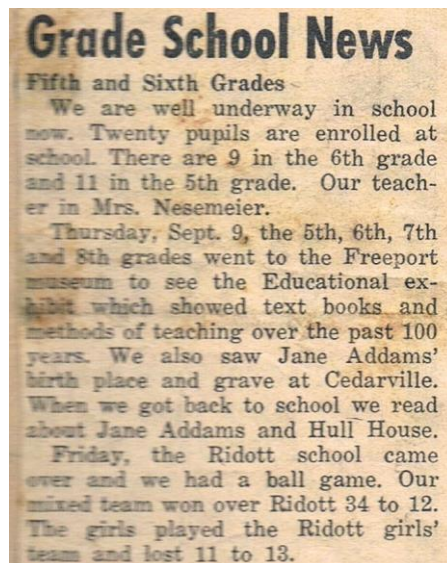 Grade School News
Fifth and Sixth Grades
We are well underway in school
now. Twenty pupils are enrolled at
school. There are 9 in the 6th grade
and 11 in the 5th grade. Our teach-
er in Mrs. Nesemeier.
Thursday, Sept. 9, the 5th, 6th, 7th
and 8th grades went to the Freeport
museum to see the Educational ex-
hibit which showed text books and
methods of teaching over the past 100
years. We also saw Jane Addams'
birth place and grave at Cedarville.
When we got back to school we read
about Jane Addams and Hull House.
Friday, the Ridott school came
over and we had a ball game. Our
mixed team won over Ridott 34 to 12.
The girls played the Ridott girls'
team and lost 11 to 13.